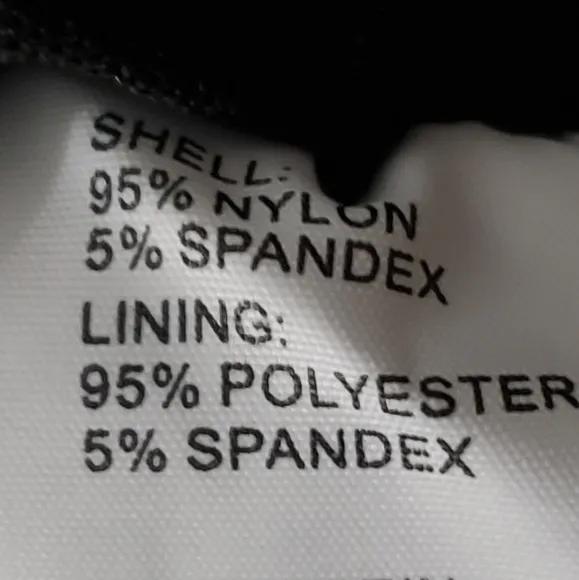 SHELL:
95% NYLON
5% SPANDEX
LINING:
95% POLYESTER
5% SPANDEX